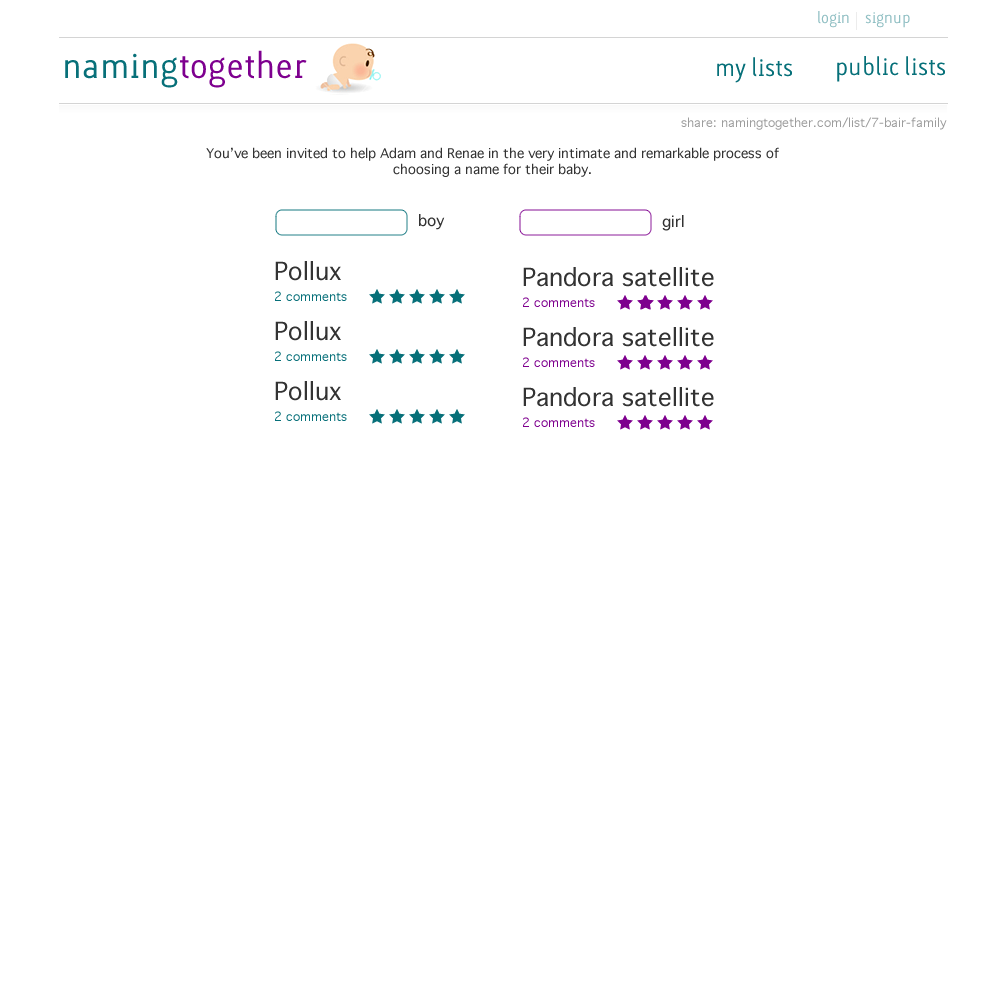 login signup
namingtogether
my lists public lists
share: namingtogether.com/list/7-bair-family
You've been invited to help Adam and Renae in the very intimate and remarkable process of
choosing a name for their baby.
boy girl
Pollux
2 comments
Pollux
2 comments
Pollux
2 comments
Pandora satellite
2 comments
Pandora satellite
2 comments
Pandora satellite
2 comments